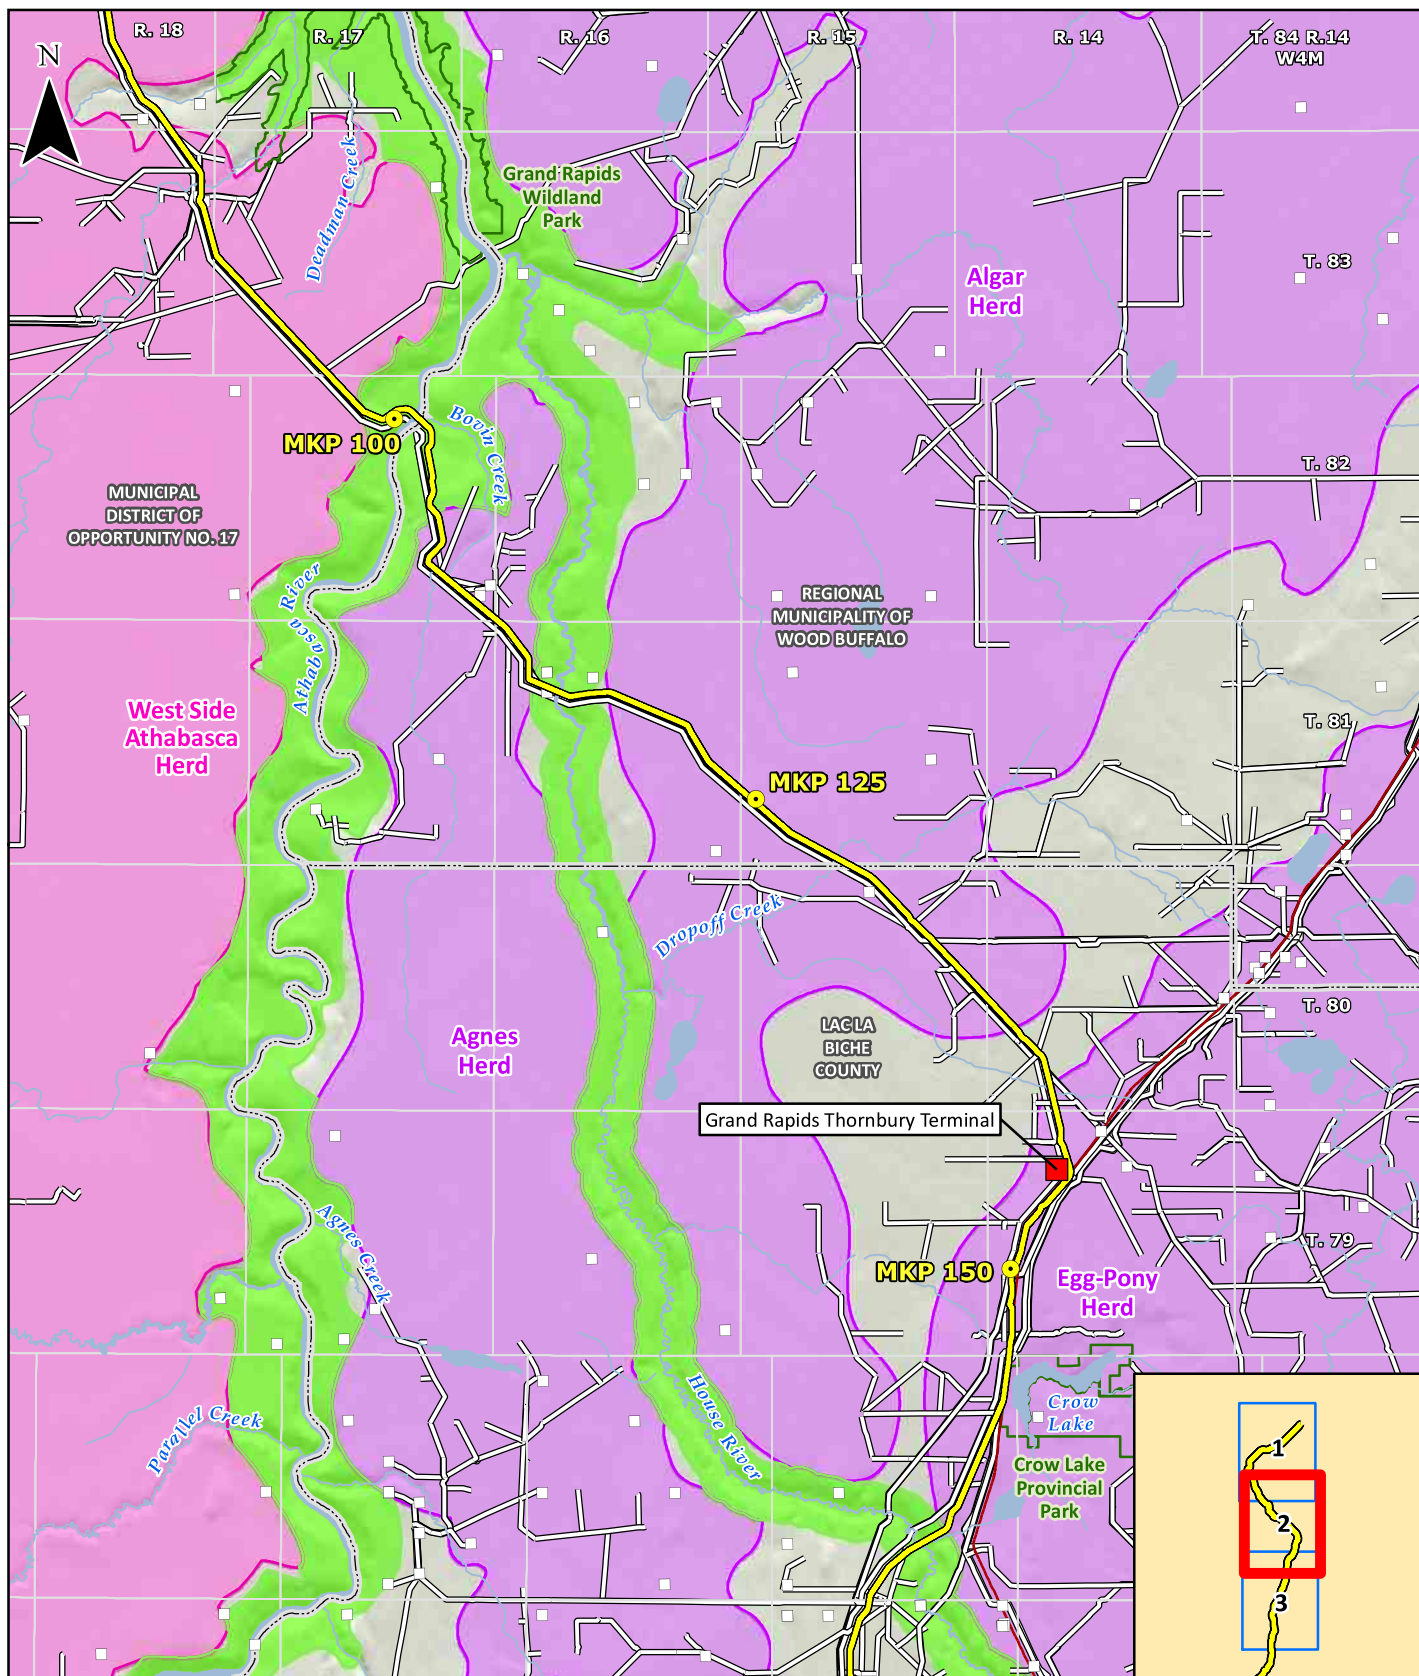 R. 18
R. 17
R. 16
R. 15
R. 14
T. 84 R.14
W4M
N
Deadman Creek
Grand Rapids
Wildland
Park
T. 83
Algar
Herd
MKP 100
Bovin Creek
T. 82
MUNICIPAL
DISTRICT OF
OPPORTUNITY NO. 17
Athabasca River
REGIONAL
MUNICIPALITY OF
WOOD BUFFALO
West Side
Athabasca
Herd
T. 81
MKP 125
Dropoff Creek
T. 80
Agnes
Herd
LAC LA
BICHE
COUNTY
Grand Rapids Thornbury Terminal
Agnes Creek
T. 79
MKP 150
Egg-Pony
Herd
House River
Crow
Lake
Parallel Creek
Crow Lake
Provincial
Park
1
2
3